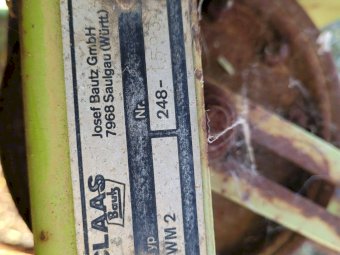 CLAAS
Bautz
Josef Bautz GmbH
7968 Saulgau (Württ)
Typ
WM 2
Nr.
248-